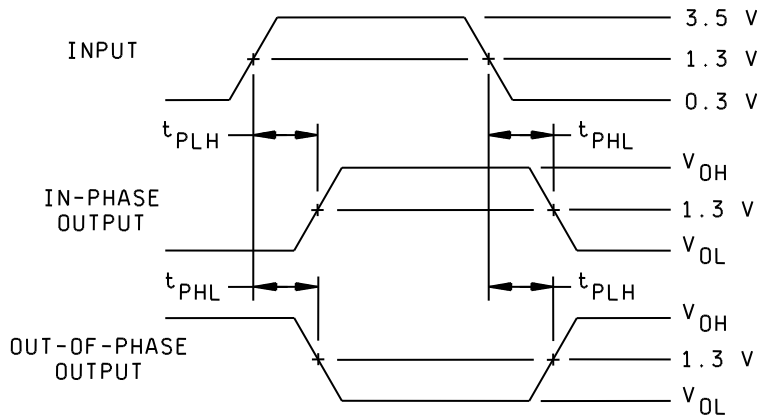 3.5 V
INPUT
1.3 V
0.3 V
tPLH
tPHL
VOH
IN-PHASE
OUTPUT
1.3 V
VOL
tPHL
tPLH
VOH
OUT-OF-PHASE
OUTPUT
1.3 V
VOL